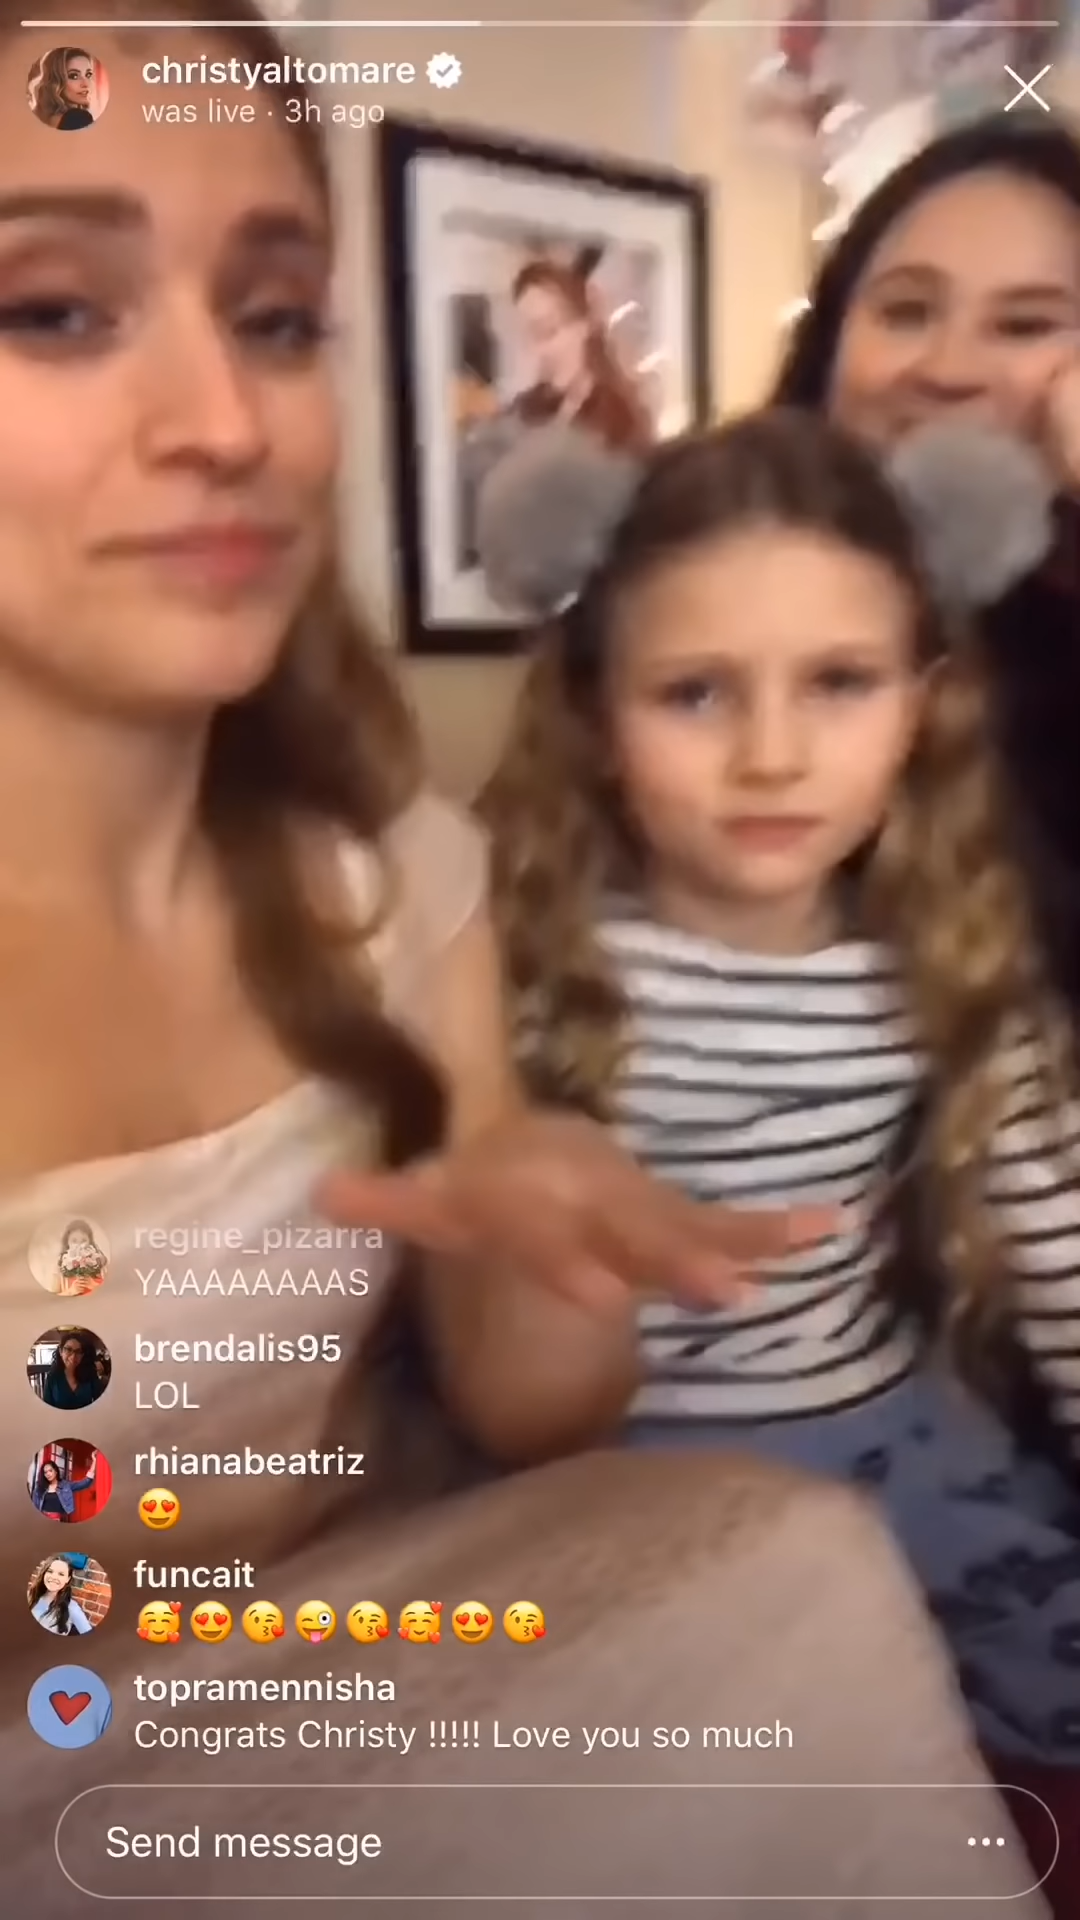 christyaltomare
was live · 3h ago
regine_pizarra
YAAAAAAAAS
brendalis95
LOL
rhianabeatriz
😍
funcait
🥰😍😘😜😘🥰😍😘
topramennisha
Congrats Christy !!!!! Love you so much
Send message